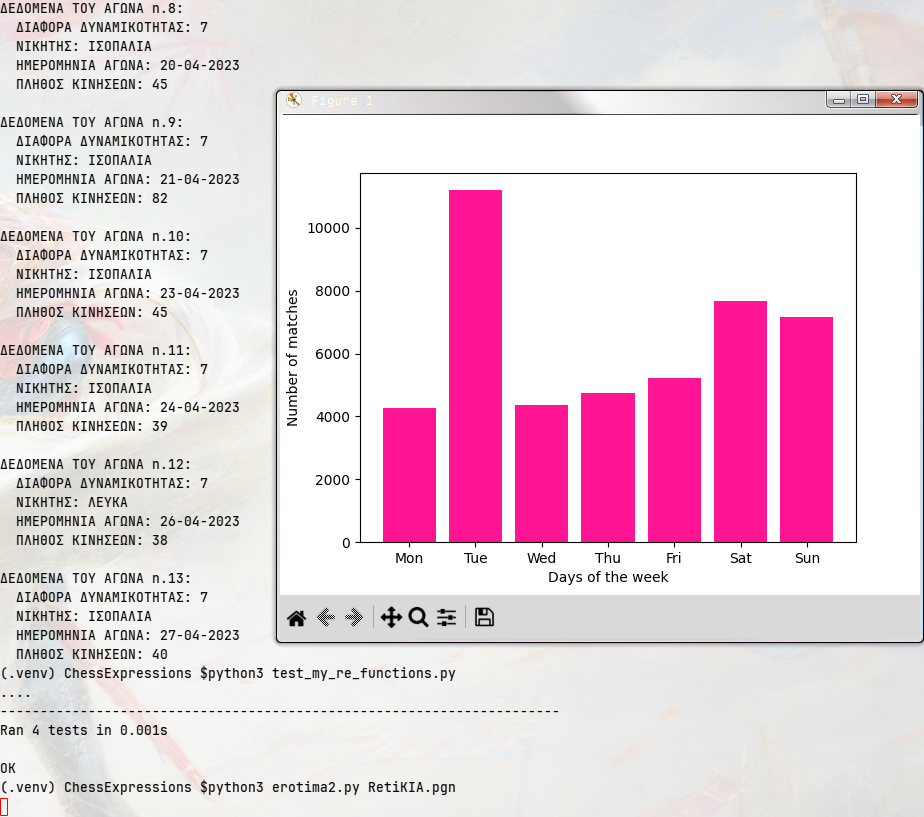 ΔΕΔΟΜΕΝΑ ΤΟΥ ΑΓΩΝΑ n.8:
ΔΙΑΦΟΡΑ ΔΥΝΑΜΙΚΟΤΗΤΑΣ: 7
ΝΙΚΗΤΗΣ: ΙΣΟΠΑΛΙΑ
ΗΜΕΡΟΜΗΝΙΑ ΑΓΩΝΑ: 20-04-2023
ΠΛΗΘΟΣ ΚΙΝΗΣΕΩΝ: 45
ΔΕΔΟΜΕΝΑ ΤΟΥ ΑΓΩΝΑ n.9:
ΔΙΑΦΟΡΑ ΔΥΝΑΜΙΚΟΤΗΤΑΣ: 7
ΝΙΚΗΤΗΣ: ΙΣΟΠΑΛΙΑ
ΗΜΕΡΟΜΗΝΙΑ ΑΓΩΝΑ: 21-04-2023
ΠΛΗΘΟΣ ΚΙΝΗΣΕΩΝ: 82
ΔΕΔΟΜΕΝΑ ΤΟΥ ΑΓΩΝΑ n.10:
ΔΙΑΦΟΡΑ ΔΥΝΑΜΙΚΟΤΗΤΑΣ: 7
ΝΙΚΗΤΗΣ: ΙΣΟΠΑΛΙΑ
ΗΜΕΡΟΜΗΝΙΑ ΑΓΩΝΑ: 23-04-2023
ΠΛΗΘΟΣ ΚΙΝΗΣΕΩΝ: 45
ΔΕΔΟΜΕΝΑ ΤΟΥ ΑΓΩΝΑ n.11:
ΔΙΑΦΟΡΑ ΔΥΝΑΜΙΚΟΤΗΤΑΣ: 7
ΝΙΚΗΤΗΣ: ΙΣΟΠΑΛΙΑ
ΗΜΕΡΟΜΗΝΙΑ ΑΓΩΝΑ: 24-04-2023
ΠΛΗΘΟΣ ΚΙΝΗΣΕΩΝ: 39
ΔΕΔΟΜΕΝΑ ΤΟΥ ΑΓΩΝΑ n.12:
ΔΙΑΦΟΡΑ ΔΥΝΑΜΙΚΟΤΗΤΑΣ: 7
ΝΙΚΗΤΗΣ: ΛΕΥΚΑ
ΗΜΕΡΟΜΗΝΙΑ ΑΓΩΝΑ: 26-04-2023
ΠΛΗΘΟΣ ΚΙΝΗΣΕΩΝ: 38
ΔΕΔΟΜΕΝΑ ΤΟΥ ΑΓΩΝΑ n.13:
ΔΙΑΦΟΡΑ ΔΥΝΑΜΙΚΟΤΗΤΑΣ: 7
ΝΙΚΗΤΗΣ: ΙΣΟΠΑΛΙΑ
ΗΜΕΡΟΜΗΝΙΑ ΑΓΩΝΑ: 27-04-2023
ΠΛΗΘΟΣ ΚΙΝΗΣΕΩΝ: 40
(.venv) ChessExpressions $python3 test_my_re_functions.py
....
----------------------------------------------------------------------
Ran 4 tests in 0.001s
OK
(.venv) ChessExpressions $python3 erotima2.py RetiKIA.pgn
Figure 1
Number of matches
10000
8000
6000
4000
2000
0
Mon Tue Wed Thu Fri Sat Sun
Days of the week